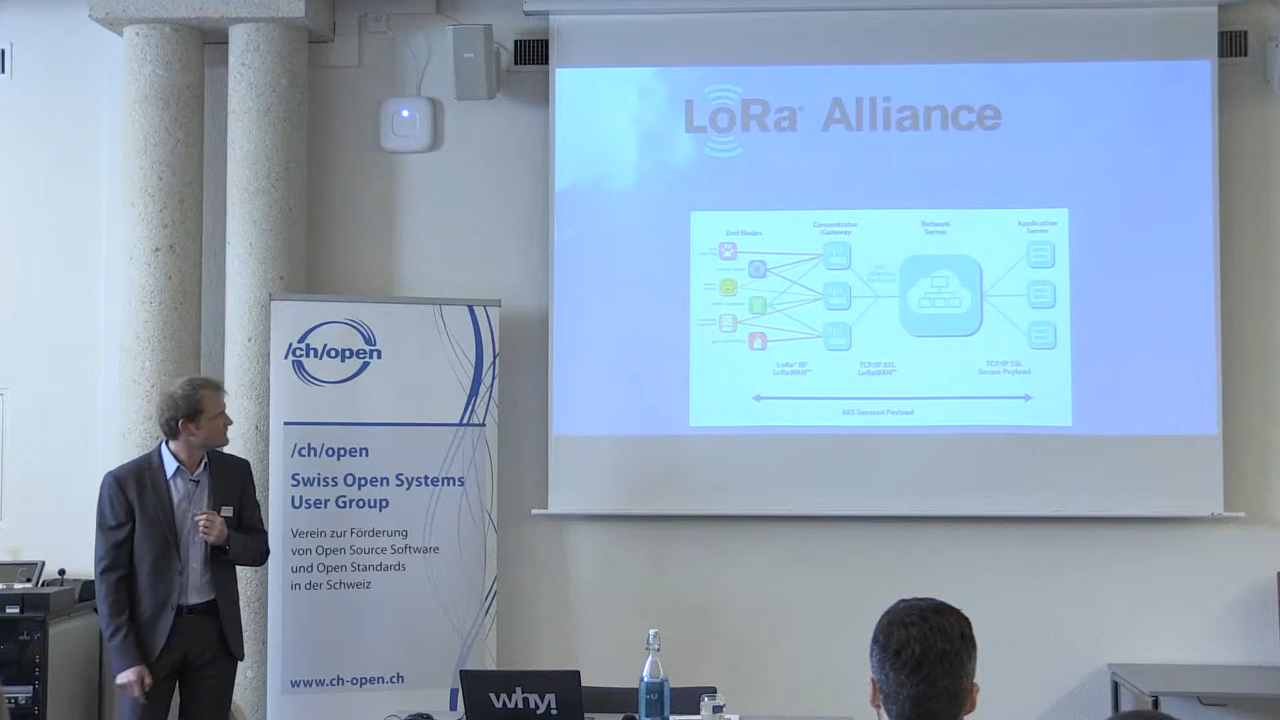 LoRa Alliance
End Nodes
Concentrator
/Gateway
Network
Server
Application
Server
LoRa® RF
LoRaWAN™
TCP/IP SSL
LoRaWAN™
TCP/IP SSL
Secure Payload
AES Secured Payload
/ch/open
/ch/open
Swiss Open Systems
User Group
Verein zur Förderung
von Open Source Software
und Open Standards
in der Schweiz
www.ch-open.ch
why!